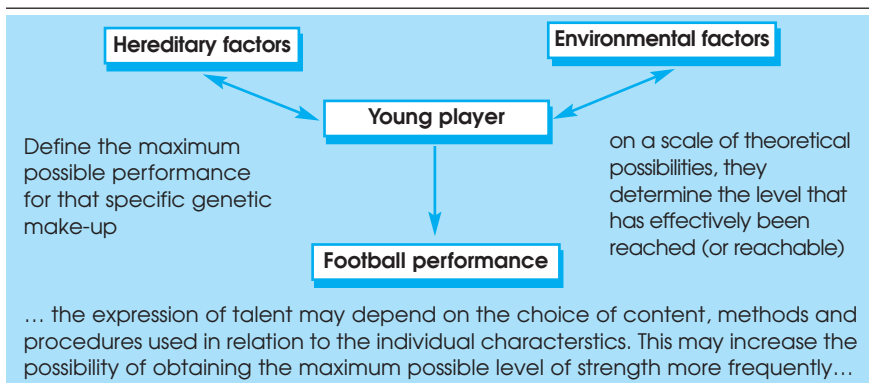 Hereditary factors
Environmental factors
Young player
Define the maximum
possible performance
for that specific genetic
make-up
on a scale of theoretical
possibilities, they
determine the level that
has effectively been
reached (or reachable)
Football performance
… the expression of talent may depend on the choice of content, methods and
procedures used in relation to the individual characterstics. This may increase the
possibility of obtaining the maximum possible level of strength more frequently…